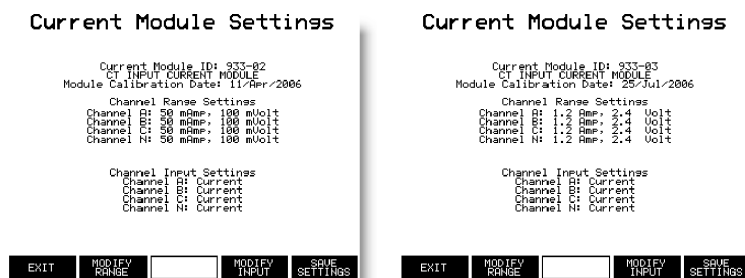 Current Module Settings
Current Module ID: 933-02
CT INPUT CURRENT MODULE
Module Calibration Date: 11/Apr/2006
Channel Range Settings
Channel A: 50 mAmp, 100 mVolt
Channel B: 50 mAmp, 100 mVolt
Channel C: 50 mAmp, 100 mVolt
Channel N: 50 mAmp, 100 mVolt
Channel Input Settings
Channel A: Current
Channel B: Current
Channel C: Current
Channel N: Current
EXIT
MODIFY
RANGE
MODIFY
INPUT
SAVE
SETTINGS
Current Module Settings
Current Module ID: 933-03
CT INPUT CURRENT MODULE
Module Calibration Date: 25/Jul/2006
Channel Range Settings
Channel A: 1.2 Amp, 2.4 Volt
Channel B: 1.2 Amp, 2.4 Volt
Channel C: 1.2 Amp, 2.4 Volt
Channel N: 1.2 Amp, 2.4 Volt
Channel Input Settings
Channel A: Current
Channel B: Current
Channel C: Current
Channel N: Current
EXIT
MODIFY
RANGE
MODIFY
INPUT
SAVE
SETTINGS